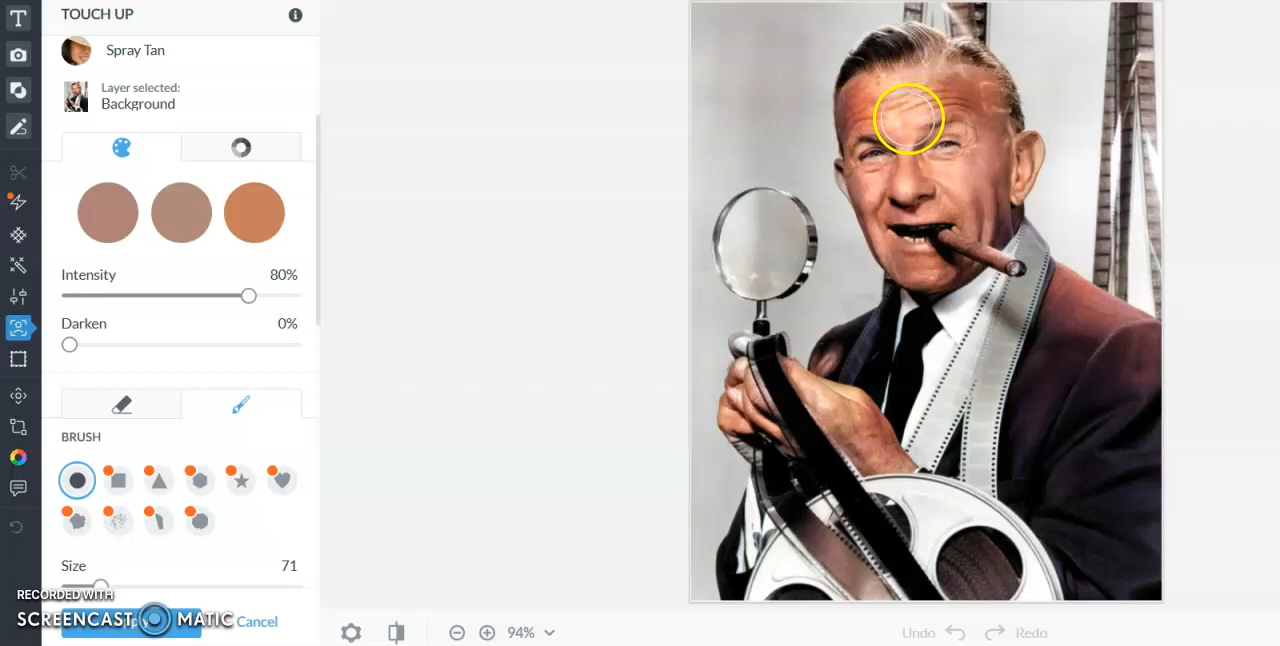 T
TOUCH UP
Spray Tan
Layer selected:
Background
Intensity 80%
Darken 0%
BRUSH
Size 71
RECORDED WITH
SCREENCAST MATIC
Cancel
94%
Undo Redo